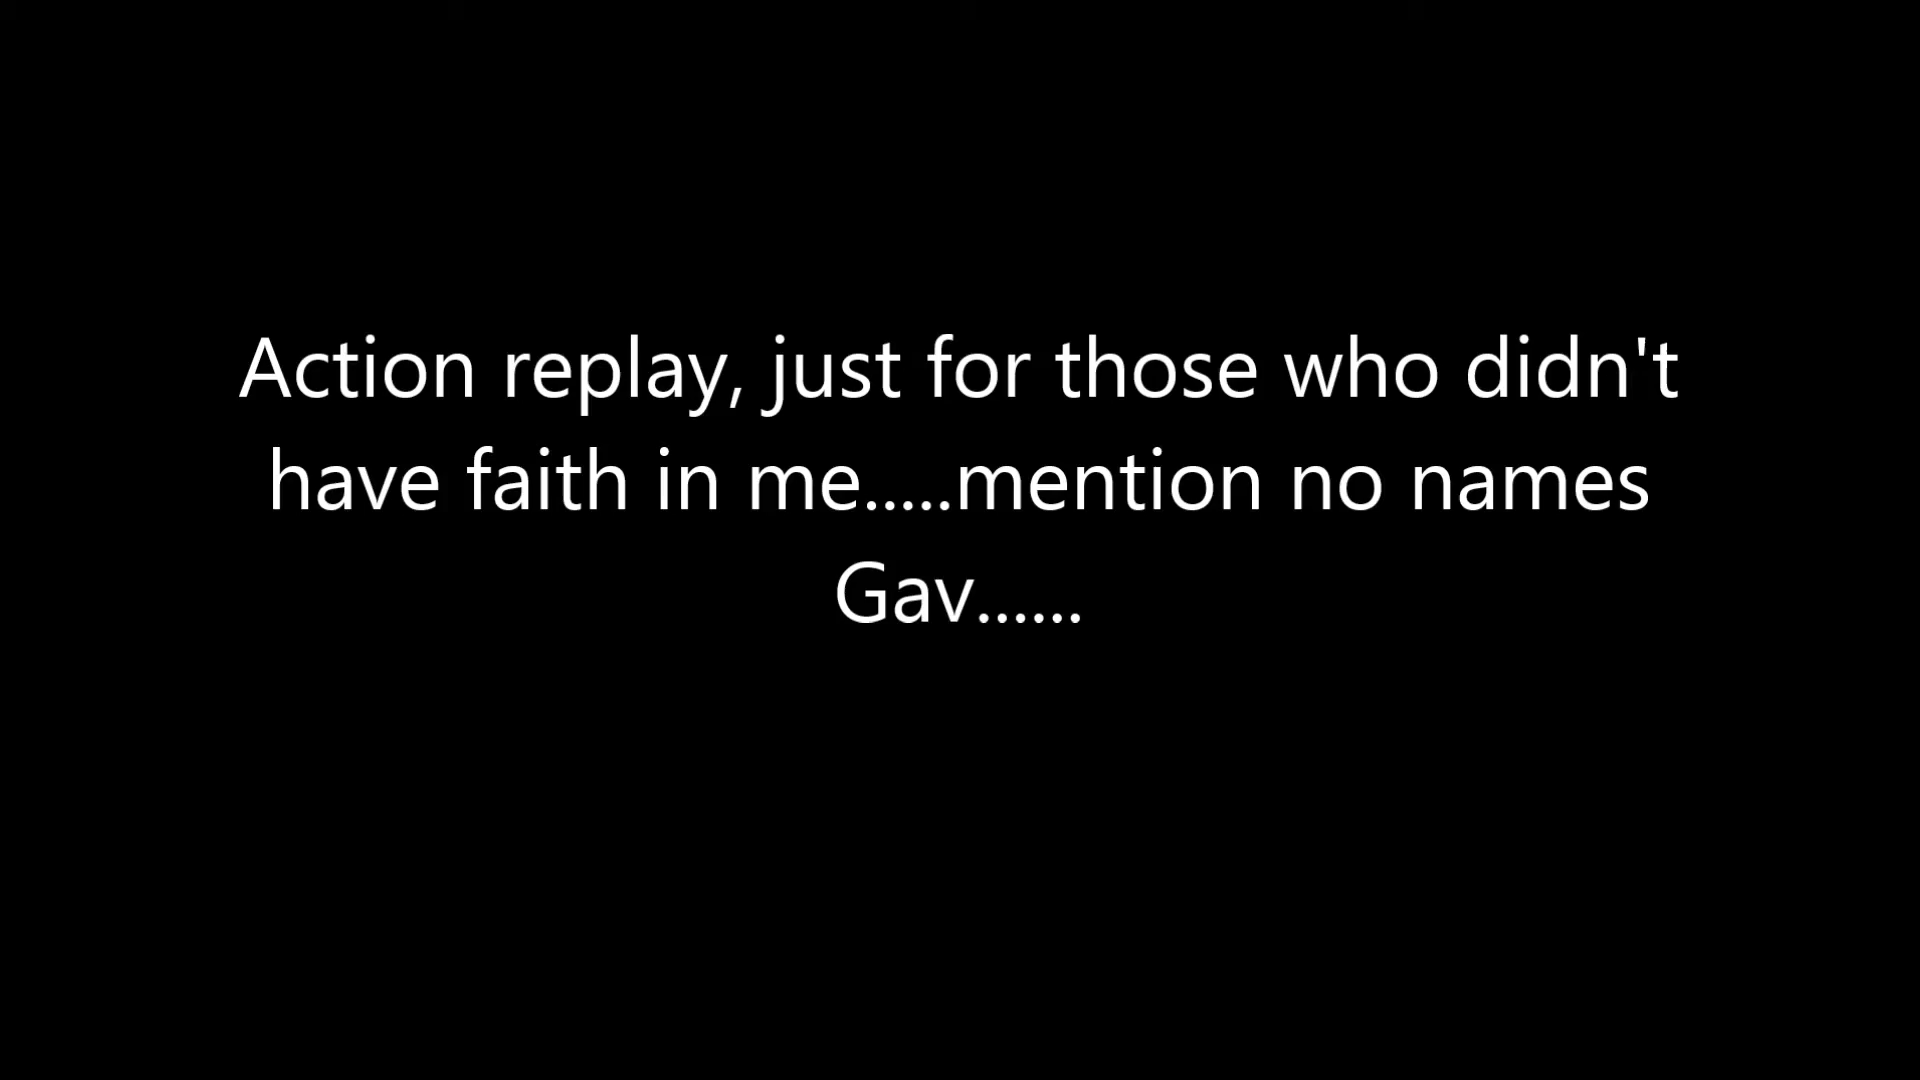 Action replay, just for those who didn't
have faith in me.....mention no names
Gav......